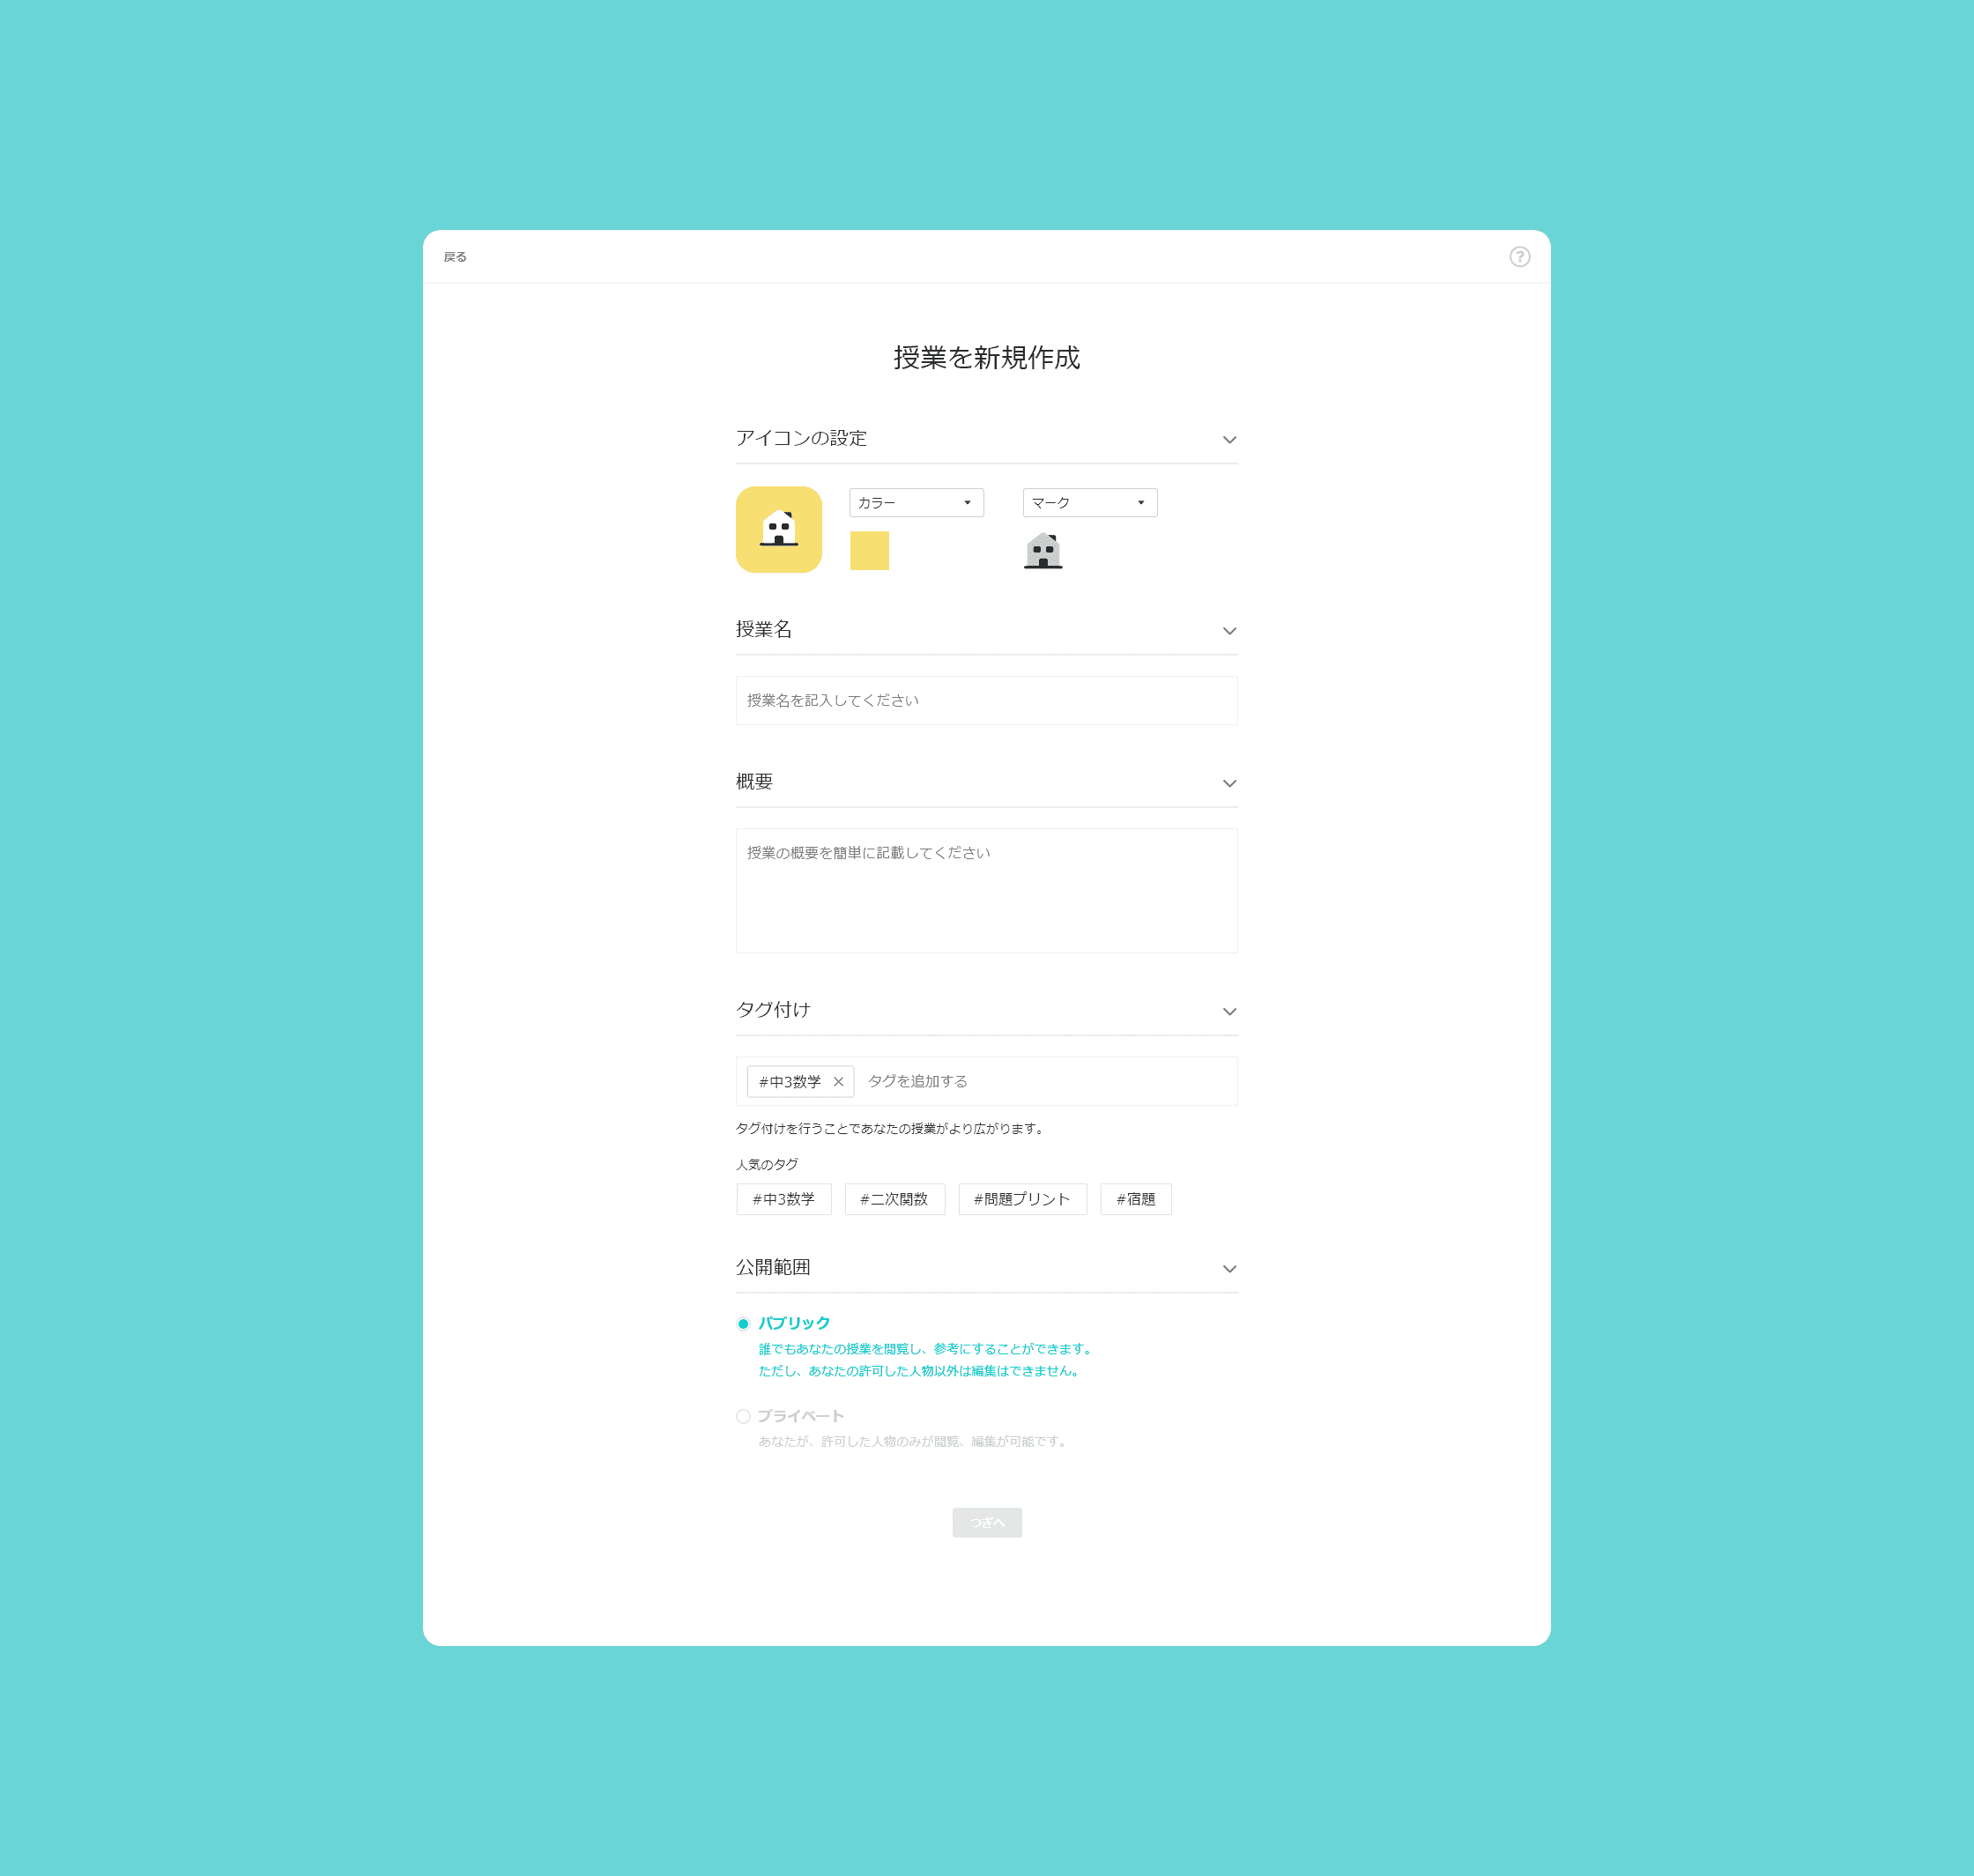 戻る
授業を新規作成
アイコンの設定
カラー
マーク
授業名
授業名を記入してください
概要
授業の概要を簡単に記載してください
タグ付け
#中3数学
タグを追加する
タグ付けを行うことであなたの授業がより広がります。
人気のタグ
#中3数学 #二次関数 #問題プリント #宿題
公開範囲
パブリック
誰でもあなたの授業を閲覧し、参考にすることができます。
ただし、あなたの許可した人物以外は編集はできません。
プライベート
あなたが、許可した人物のみが閲覧、編集が可能です。
つぎへ